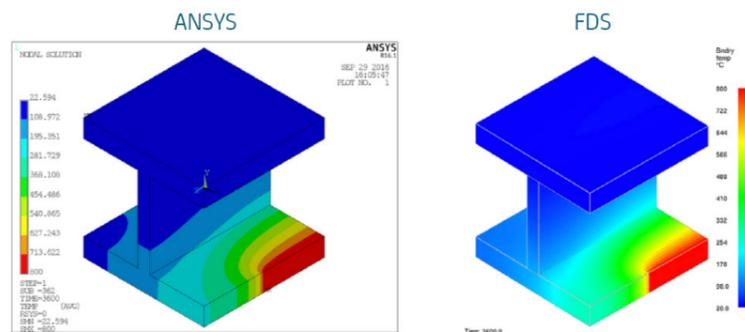 ANSYS
FDS
1
NODAL SOLUTION
ANSYS
R16.1
SEP 29 2016
16:05:47
PLOT NO. 1
22.594
108.972
195.351
281.729
368.108
454.486
540.865
627.243
713.622
800
STEP=1
SUB =362
TIME=3600
TEMP (AVG)
RSYS=0
SMN =22.594
SMX =800
Y
Bndry
temp
°C
800
722
644
566
488
410
332
254
176
98.0
20.0